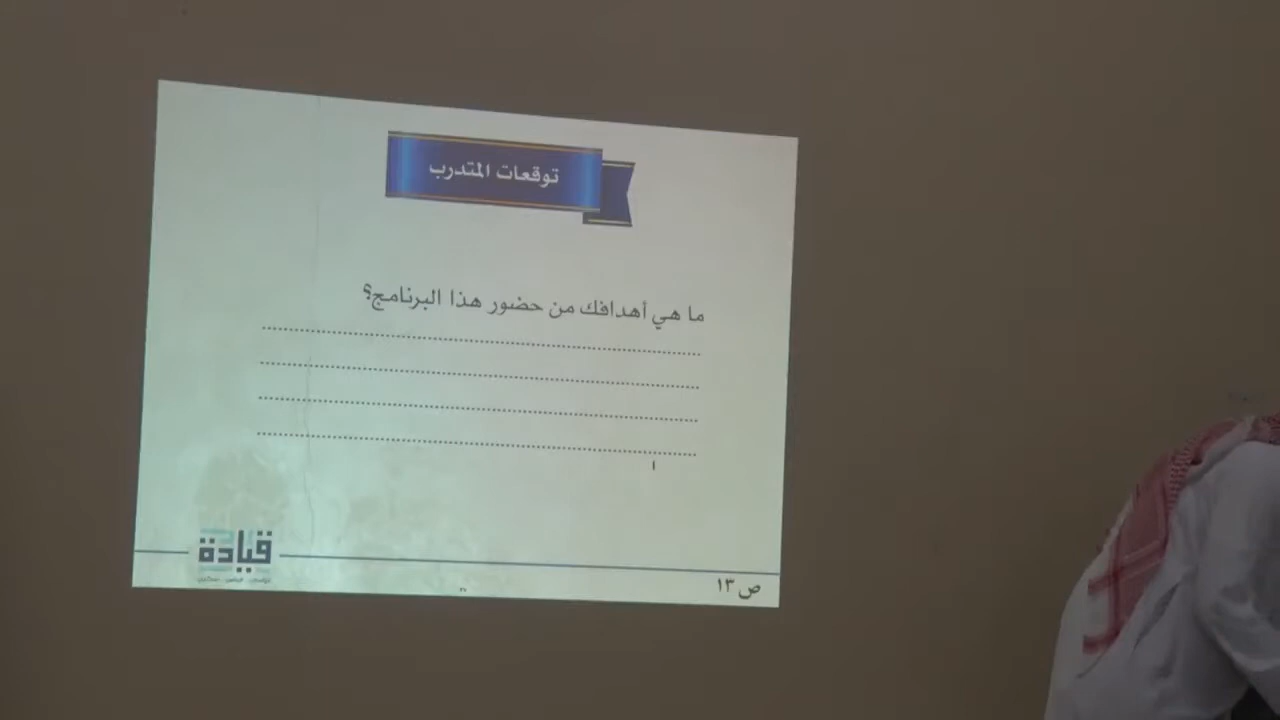 توقعات المتدرب
ما هي أهدافك من حضور هذا البرنامج؟
قيادة
ص ١٣